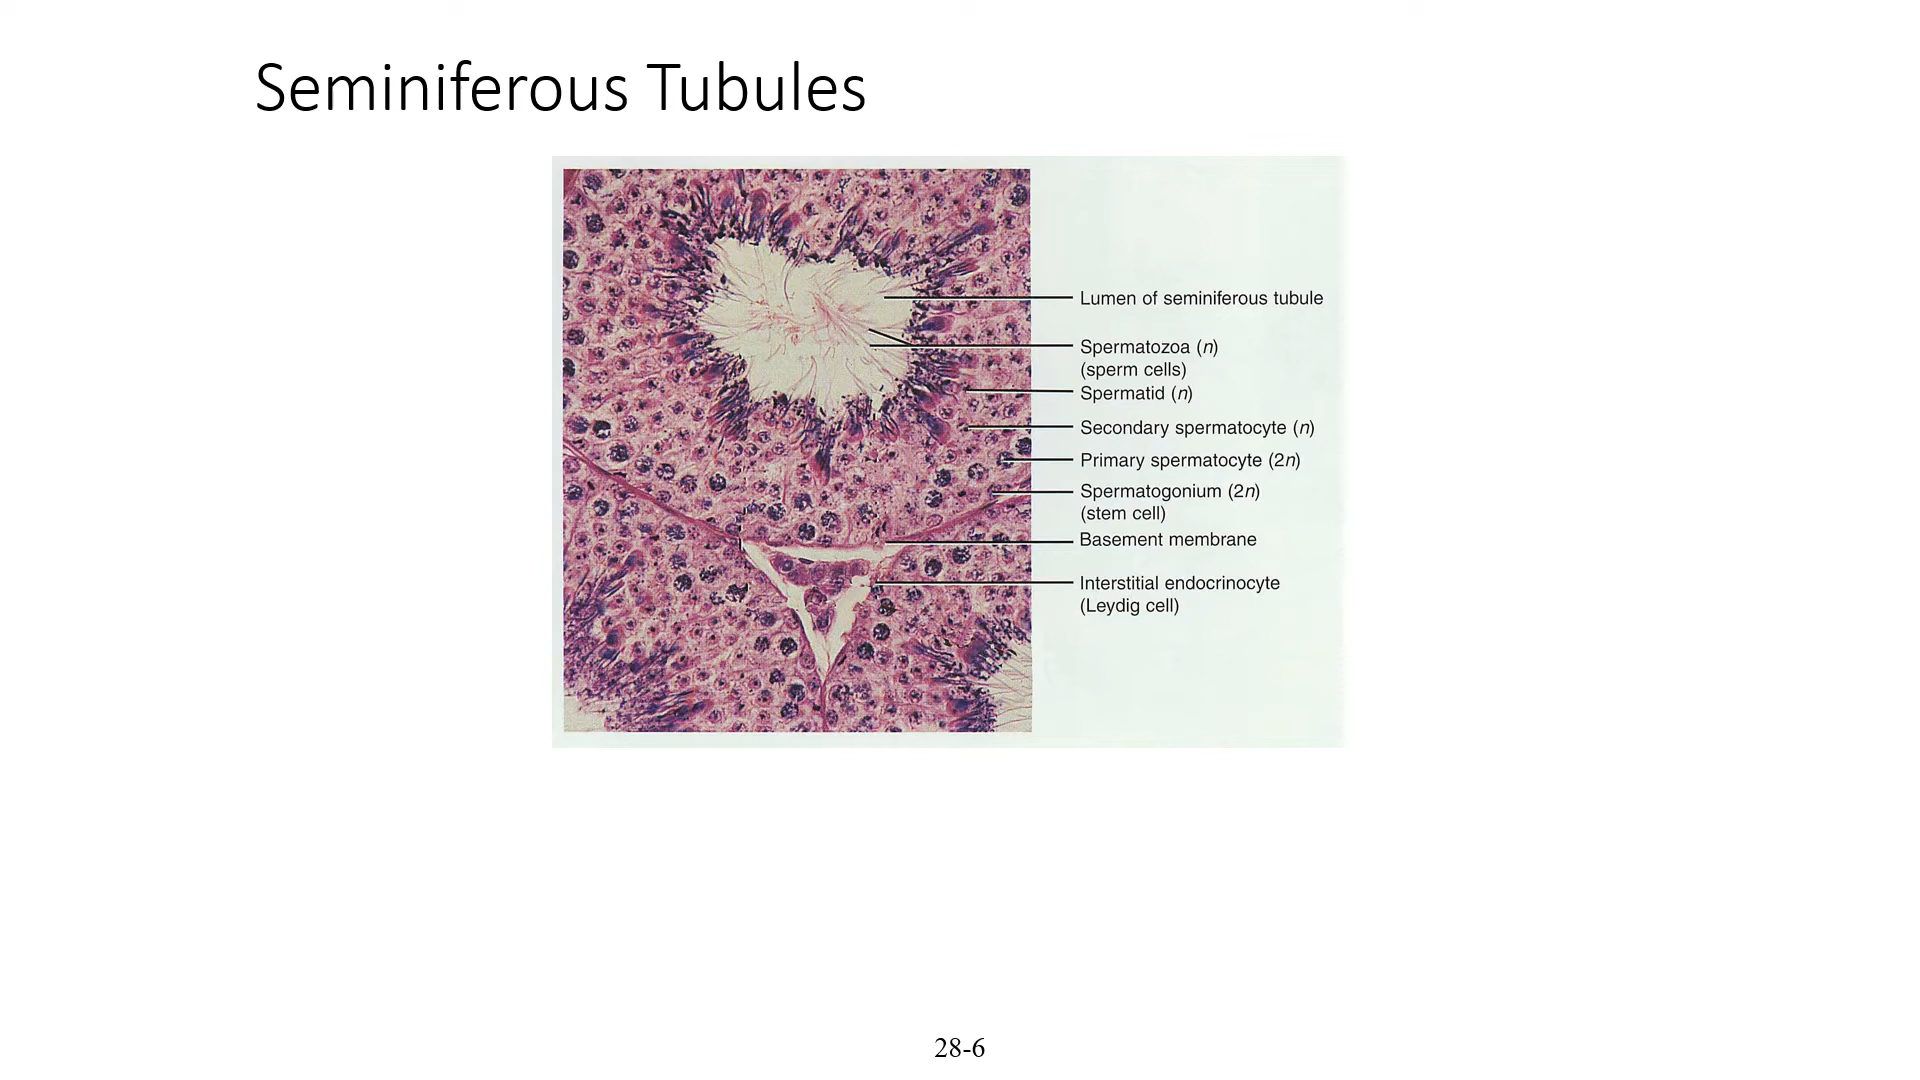 Seminiferous Tubules
Lumen of seminiferous tubule
Spermatozoa (n)
(sperm cells)
Spermatid (n)
Secondary spermatocyte (n)
Primary spermatocyte (2n)
Spermatogonium (2n)
(stem cell)
Basement membrane
Interstitial endocrinocyte
(Leydig cell)
28-6